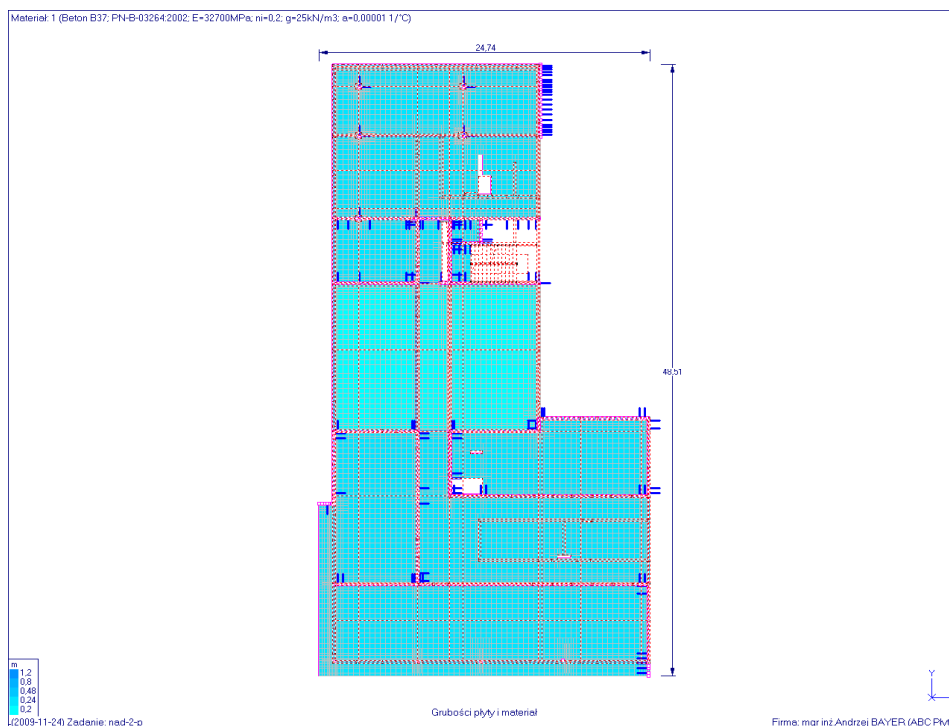 Materiał: 1 (Beton B37; PN-B-03264:2002; E=32700MPa; ni=0,2; g=25kN/m3; a=0,00001 1/°C)
24,74
48,51
m
1,2
0,8
0,48
0,24
0,2
Y
X
Grubości płyty i materiał
(2009-11-24) Zadanie: nad-2-p
Firma: mgr inż.Andrzej BAYER (ABC Płyt